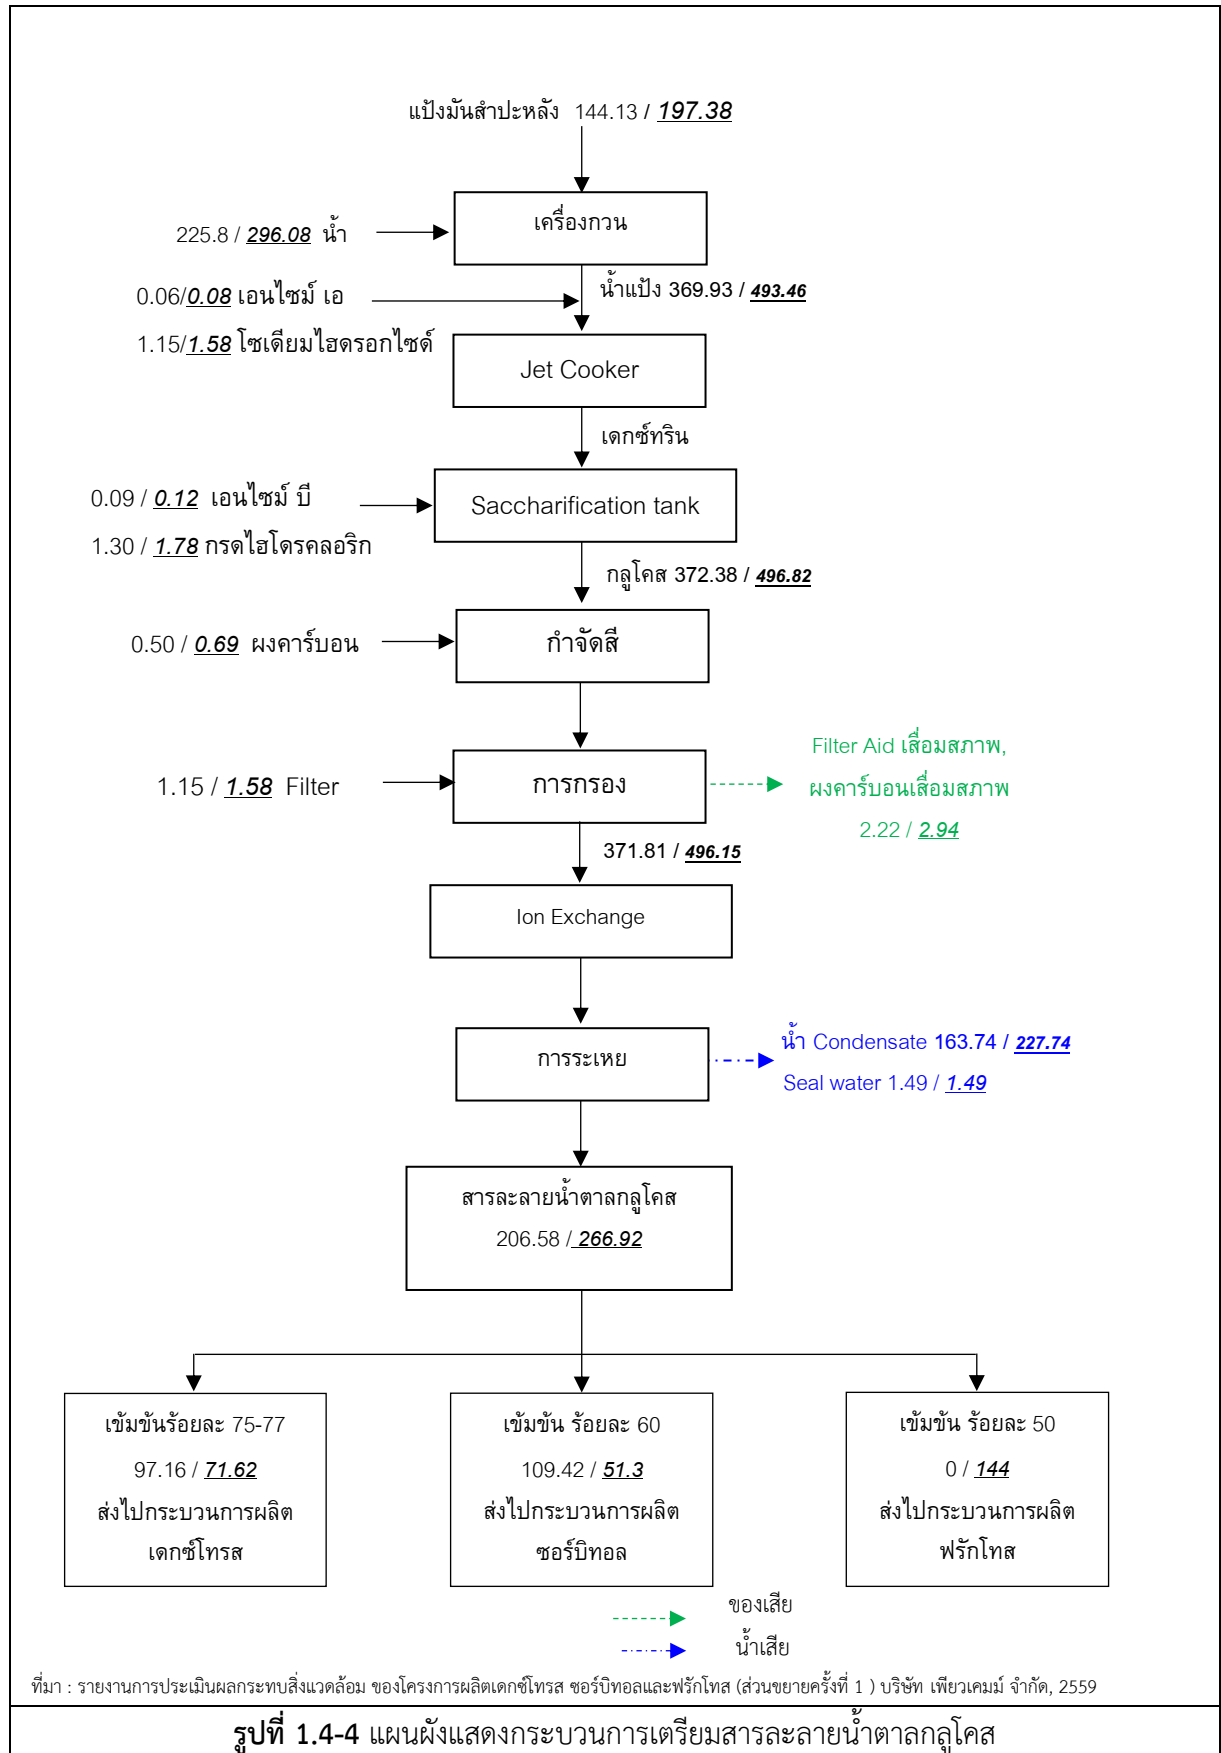 แป้งมันสำปะหลัง 144.13 / 197.38
เครื่องกวน
225.8 / 296.08 น้ำ
น้ำแป้ง 369.93 / 493.46
0.06/0.08 เอนไซม์ เอ
1.15/1.58 โซเดียมไฮดรอกไซด์
Jet Cooker
เดกซ์ทริน
0.09 / 0.12 เอนไซม์ บี
Saccharification tank
1.30 / 1.78 กรดไฮโดรคลอริก
กลูโคส 372.38 / 496.82
0.50 / 0.69 ผงคาร์บอน
กำจัดสี
Filter Aid เสื่อมสภาพ,
1.15 / 1.58 Filter
การกรอง
ผงคาร์บอนเสื่อมสภาพ
2.22 / 2.94
371.81 / 496.15
Ion Exchange
การระเหย
น้ำ Condensate 163.74 / 227.74
Seal water 1.49 / 1.49
สารละลายน้ำตาลกลูโคส
206.58 / 266.92
เข้มข้นร้อยละ 75-77
97.16 / 71.62
ส่งไปกระบวนการผลิต
เดกซ์โทรส
เข้มข้น ร้อยละ 60
109.42 / 51.3
ส่งไปกระบวนการผลิต
ซอร์บิทอล
เข้มข้น ร้อยละ 50
0 / 144
ส่งไปกระบวนการผลิต
ฟรักโทส
ของเสีย
น้ำเสีย
ที่มา : รายงานการประเมินผลกระทบสิ่งแวดล้อม ของโครงการผลิตเดกซ์โทรส ซอร์บิทอลและฟรักโทส (ส่วนขยายครั้งที่ 1 ) บริษัท เพียวเคมม์ จำกัด, 2559
รูปที่ 1.4-4 แผนผังแสดงกระบวนการเตรียมสารละลายน้ำตาลกลูโคส